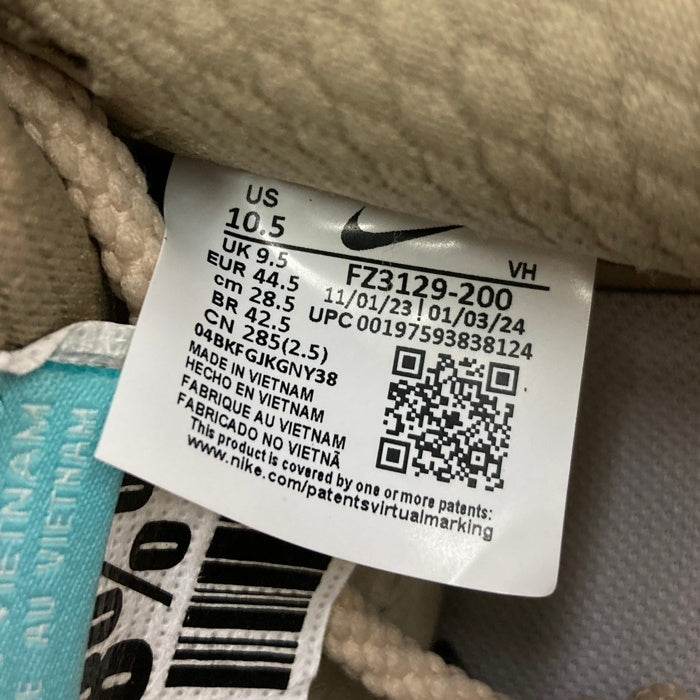 US
10.5
VH
UK 9.5
EUR 44.5
cm 28.5
BR 42.5
CN 285(2.5)
04BKFGJKGNY38
FZ3129-200
11/01/23 | 01/03/24
UPC 00197593838124
MADE IN VIETNAM
HECHO EN VIETNAM
FABRIQUE AU VIETNAM
FABRICADO NO VIETNÃ
This product is covered by one or more patents:
www.nike.com/patentsvirtualmarking
AU VIETNAM